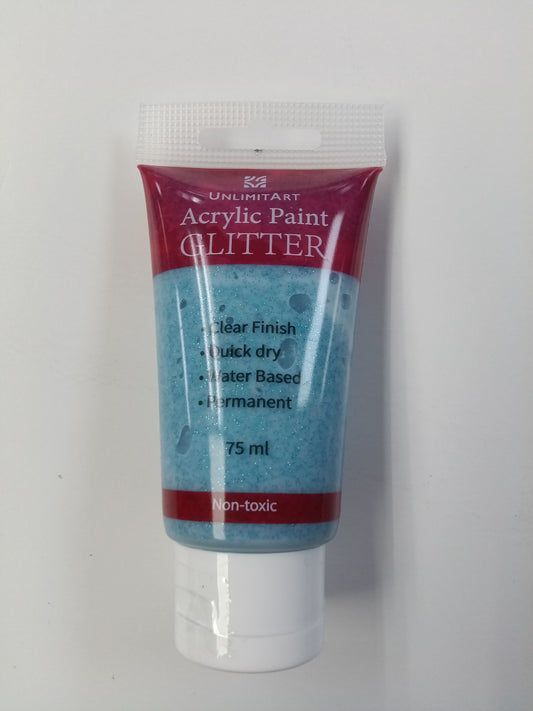 UNLIMITART
Acrylic Paint
GLITTER
• Clear Finish
• Quick dry
• Water Based
• Permanent
75 ml
Non-toxic